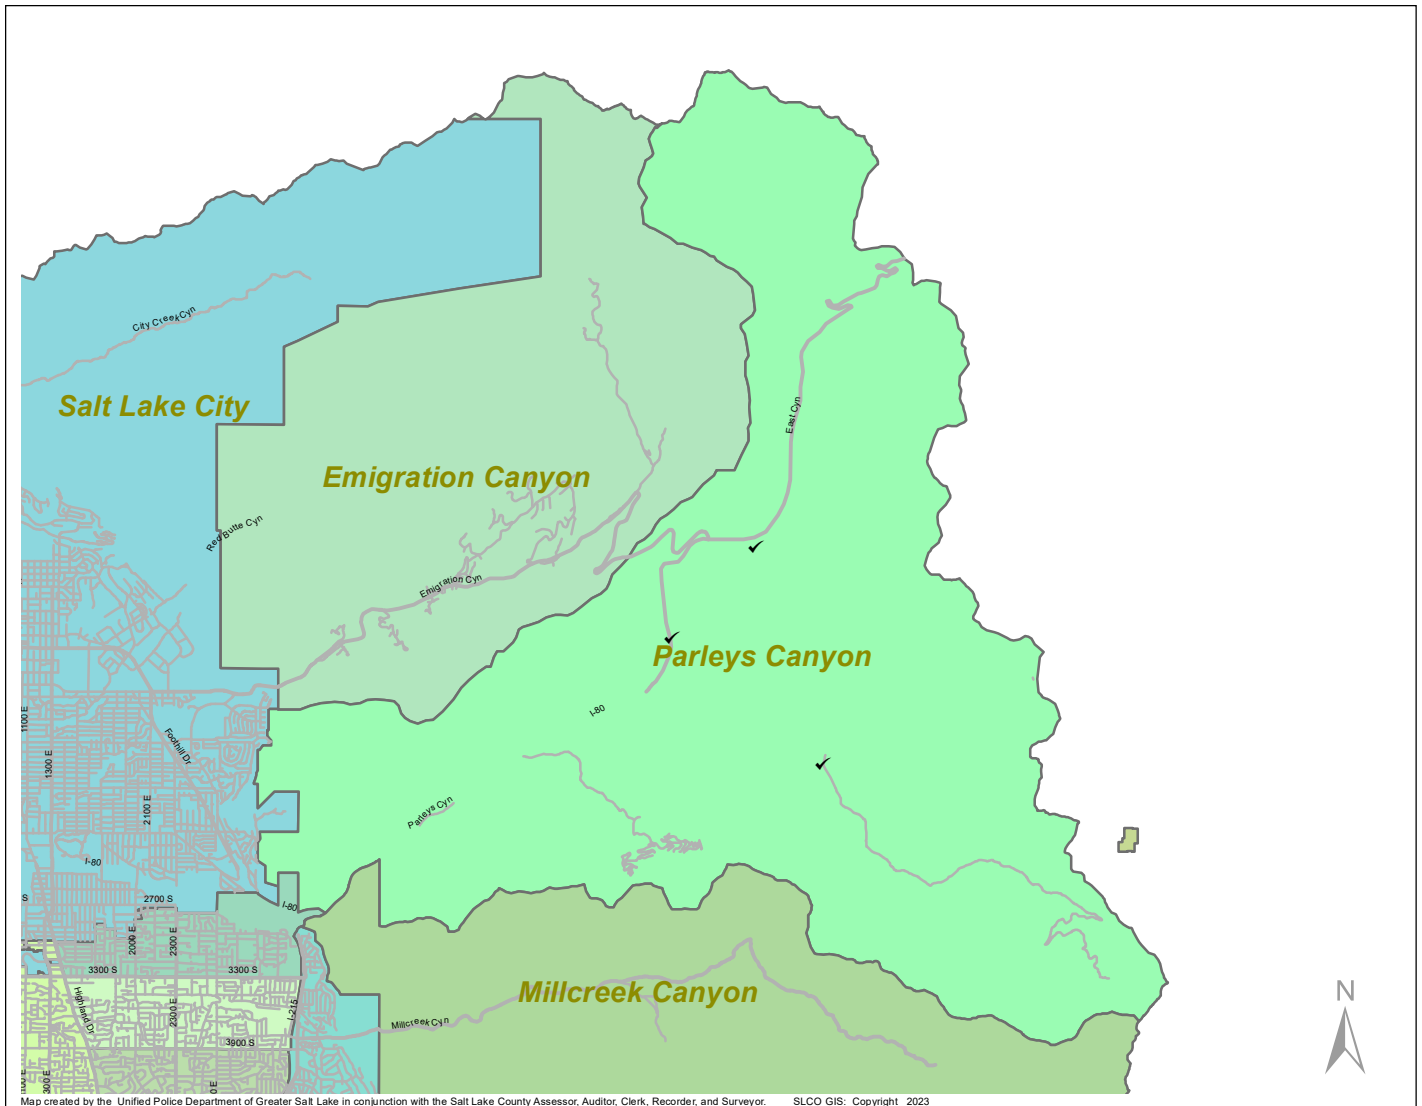 City Creek Cyn
Salt Lake City
East Cyn
Emigration Canyon
Red Butte Cyn
Emigration Cyn
Parleys Canyon
I-80
1100 E
Foothill Dr
1300 E
2100 E
Parleys Cyn
I-80
S
2700 S
I-80
2000 E
2300 E
3300 S
3300 S
Millcreek Canyon
N
Highland Dr
2300 E
I-215
Millcreek Cyn
3900 S
Map created by the Unified Police Department of Greater Salt Lake in conjunction with the Salt Lake County Assessor, Auditor, Clerk, Recorder, and Surveyor. SLCO GIS: Copyright 2023